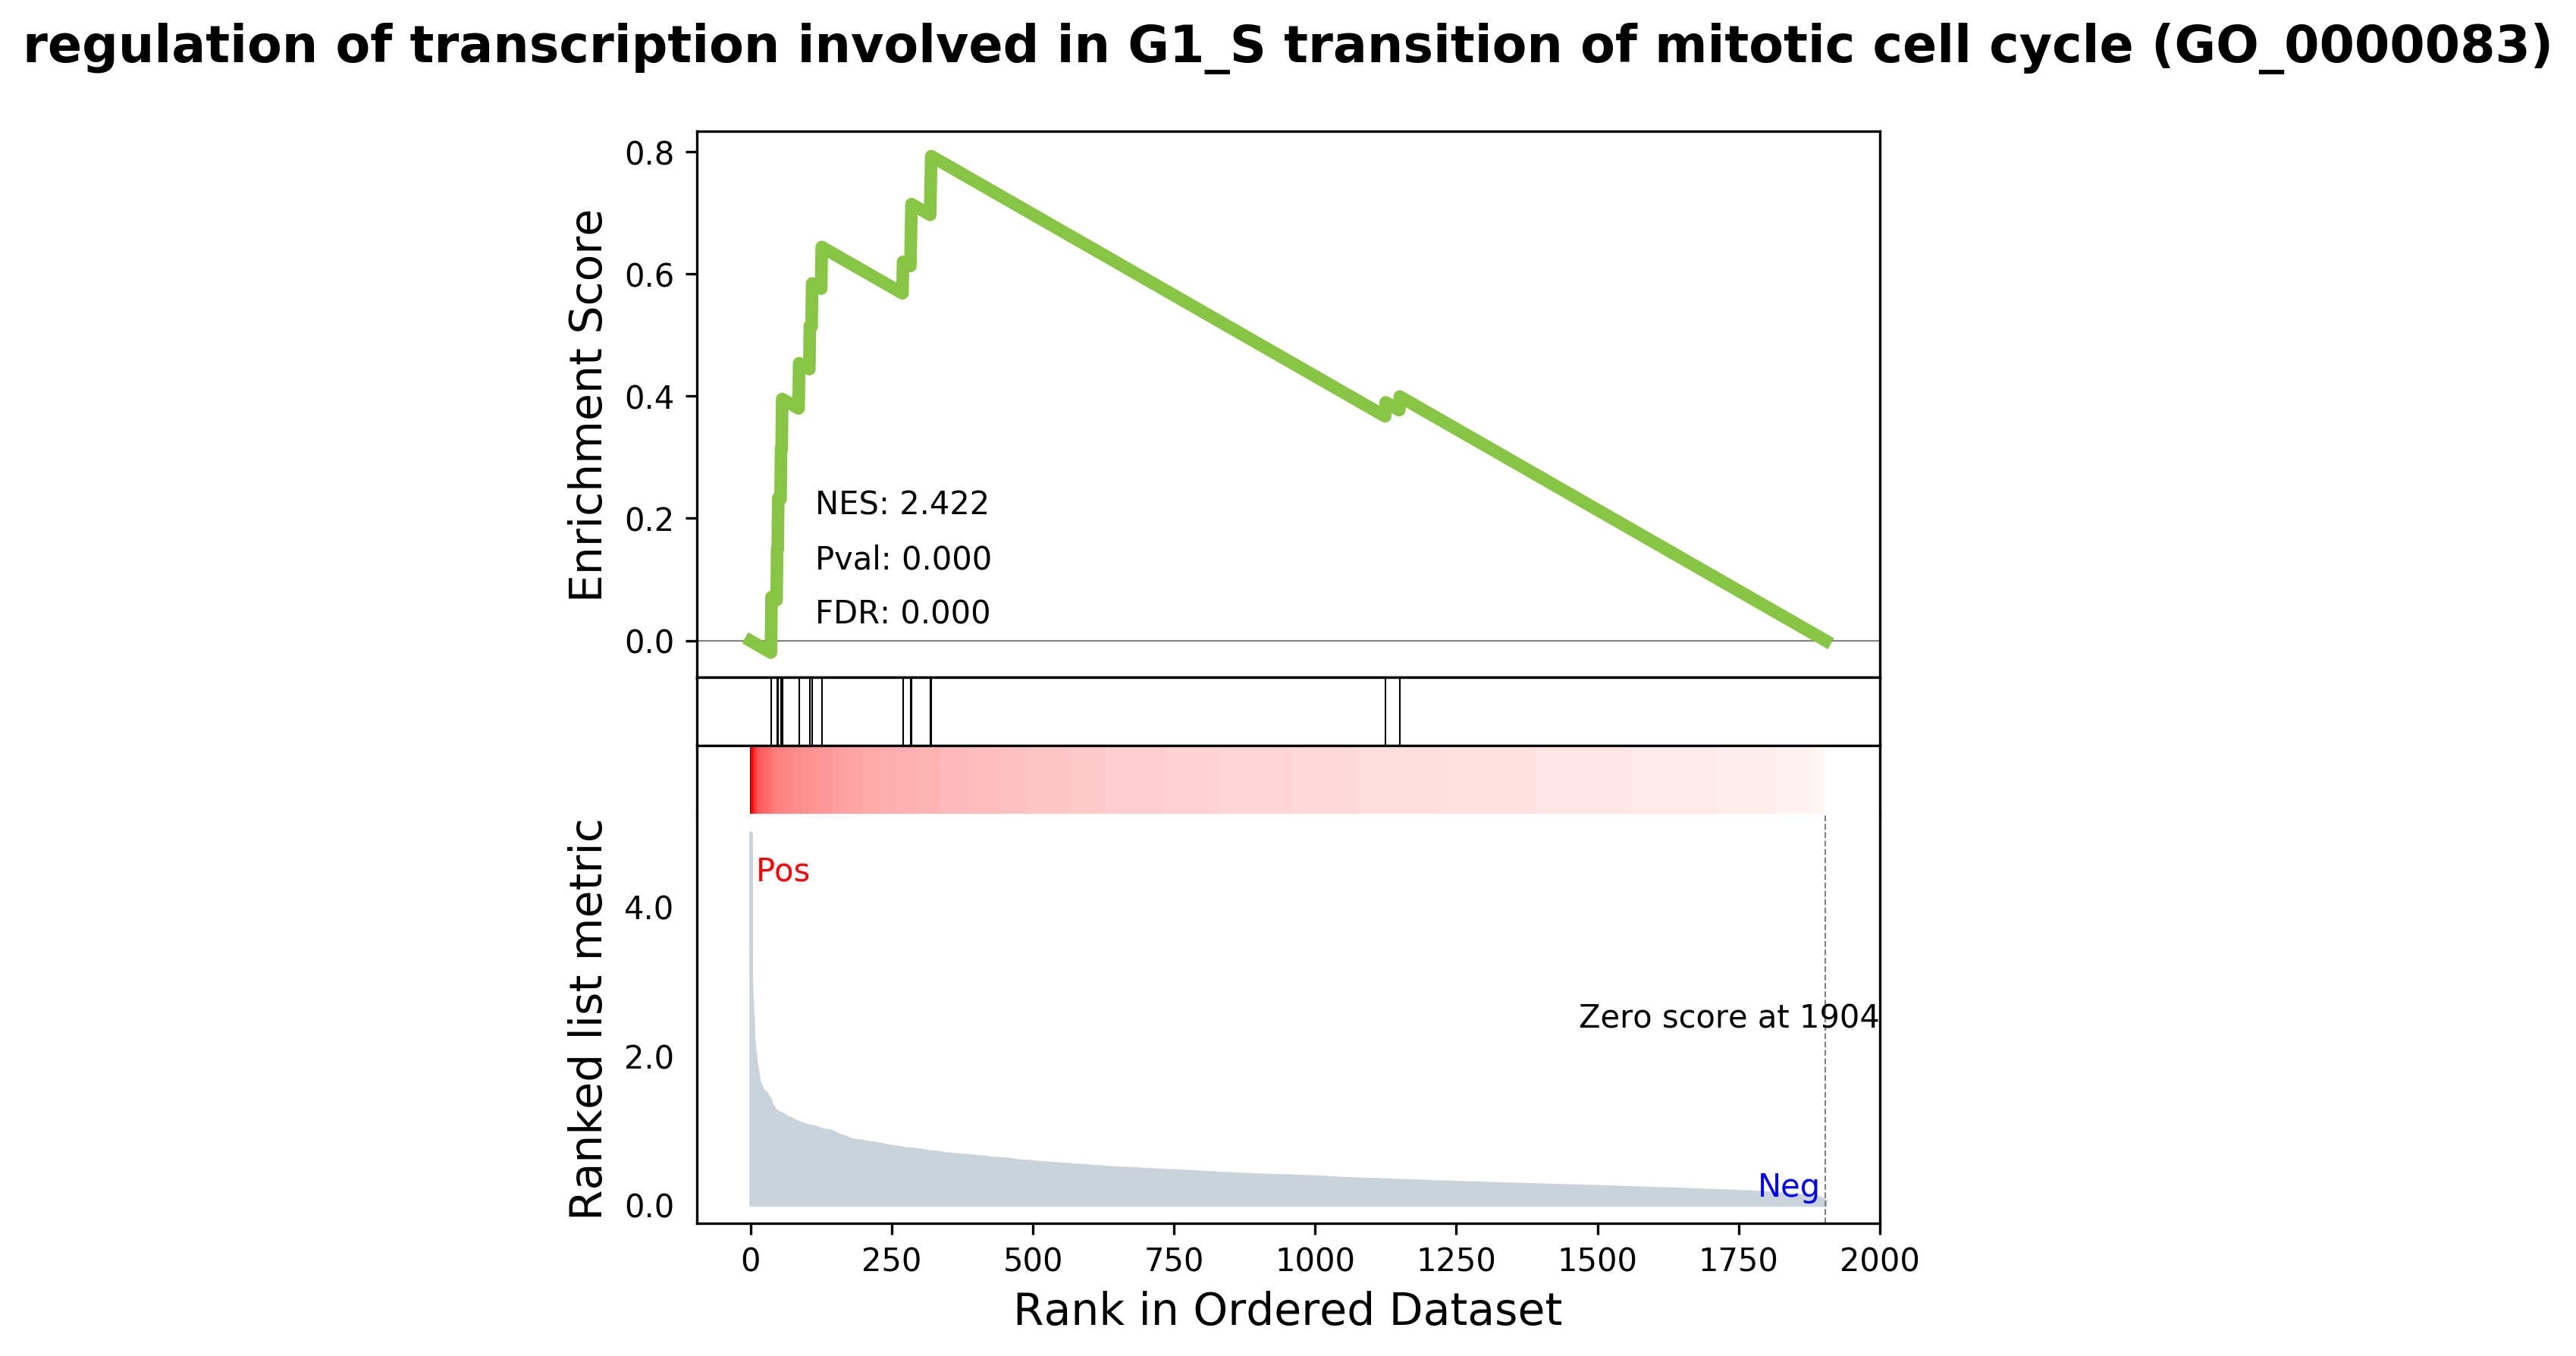 regulation of transcription involved in G1_S transition of mitotic cell cycle (GO_0000083)
Enrichment Score
0.8
0.6
0.4
0.2
0.0
NES: 2.422
Pval: 0.000
FDR: 0.000
Ranked list metric
4.0
2.0
0.0
Pos
Zero score at 1904
Neg
0 250 500 750 1000 1250 1500 1750 2000
Rank in Ordered Dataset